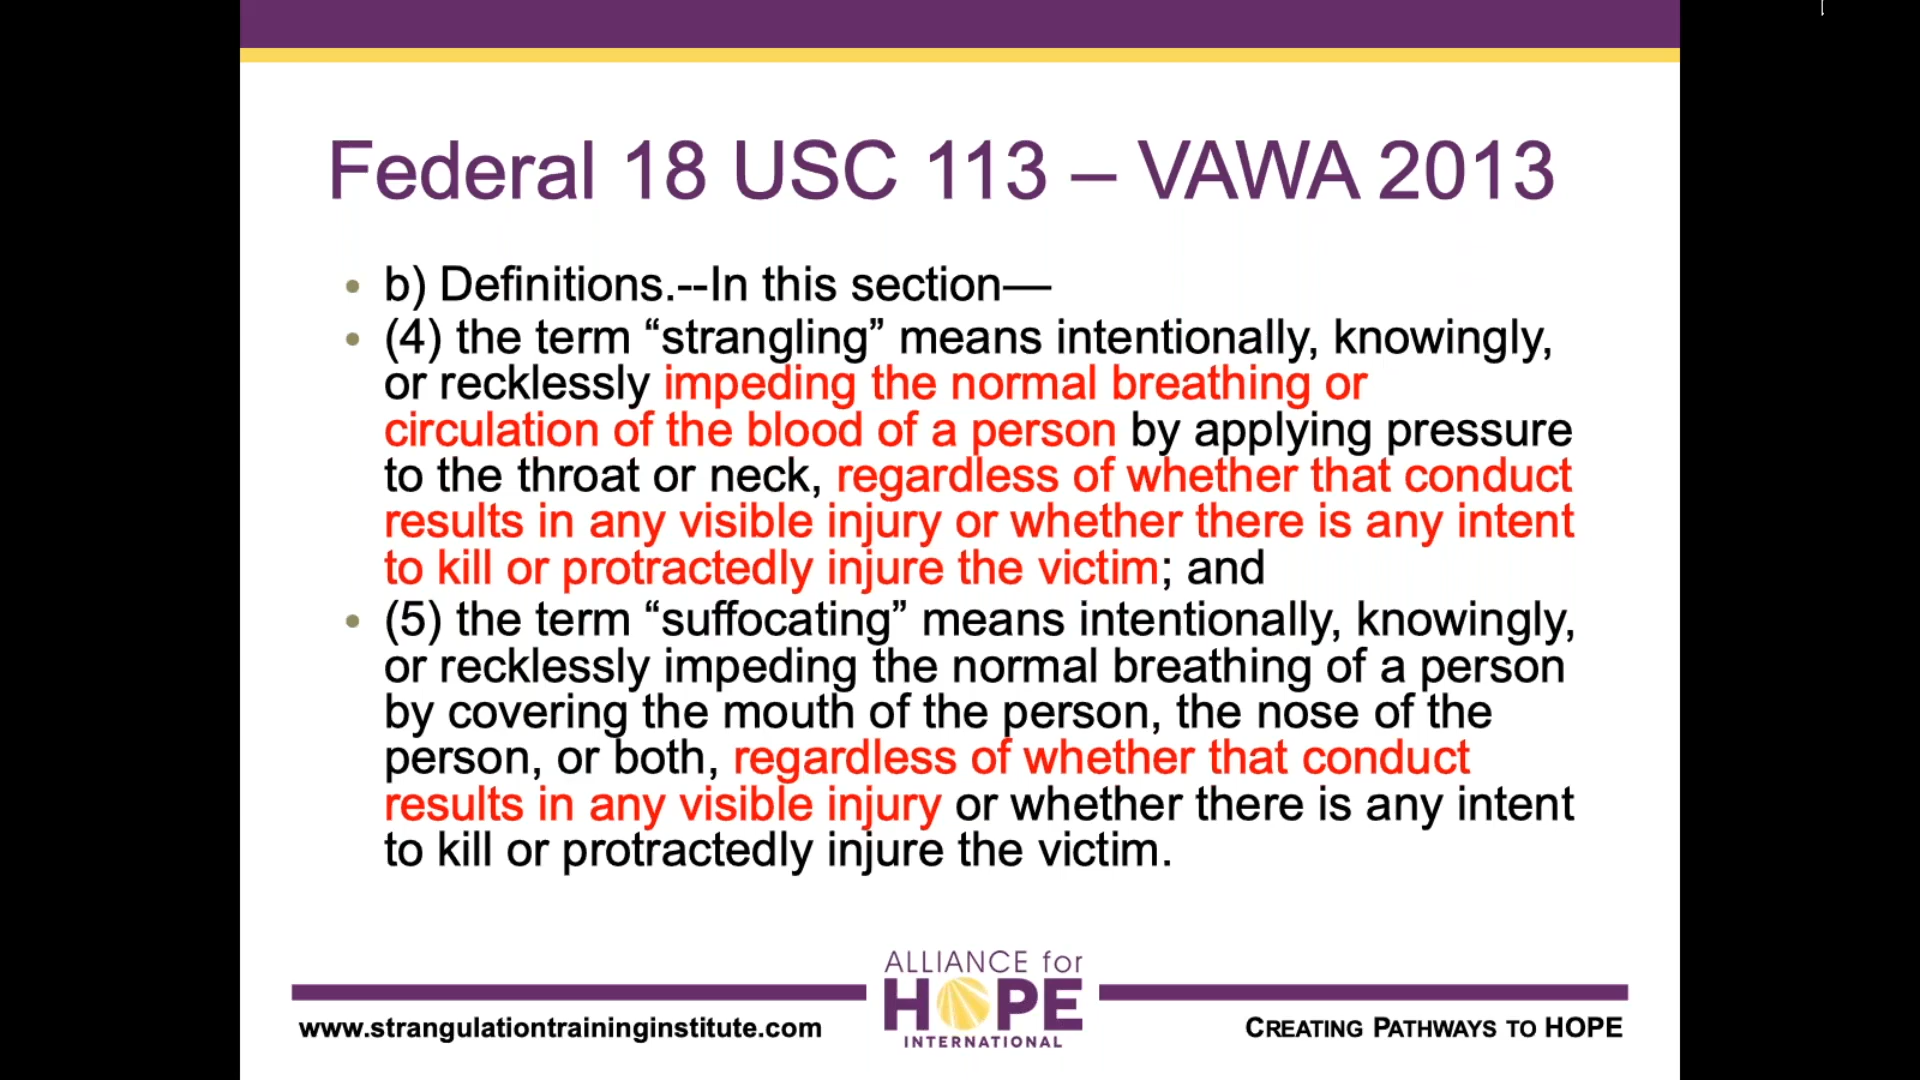 Federal 18 USC 113 – VAWA 2013
• b) Definitions.--In this section—
• (4) the term “strangling” means intentionally, knowingly,
or recklessly impeding the normal breathing or
circulation of the blood of a person by applying pressure
to the throat or neck, regardless of whether that conduct
results in any visible injury or whether there is any intent
to kill or protractedly injure the victim; and
• (5) the term “suffocating” means intentionally, knowingly,
or recklessly impeding the normal breathing of a person
by covering the mouth of the person, the nose of the
person, or both, regardless of whether that conduct
results in any visible injury or whether there is any intent
to kill or protractedly injure the victim.
www.strangulationtraininginstitute.com
ALLIANCE for
HOPE
INTERNATIONAL
CREATING PATHWAYS TO HOPE